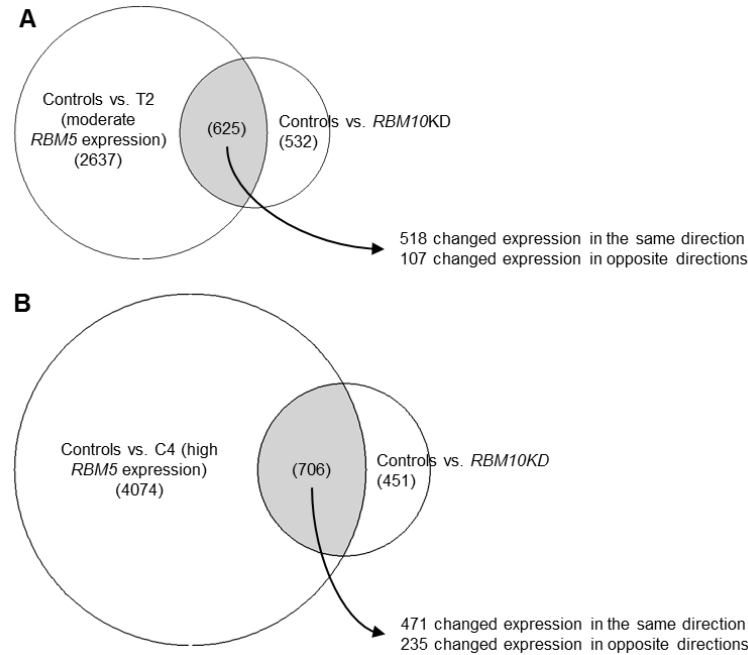 A
Controls vs. T2
(moderate
RBM5 expression)
(2637)
(625)
Controls vs. RBM10KD
(532)
518 changed expression in the same direction
107 changed expression in opposite directions
B
Controls vs. C4 (high
RBM5 expression)
(4074)
(706)
Controls vs. RBM10KD
(451)
471 changed expression in the same direction
235 changed expression in opposite directions